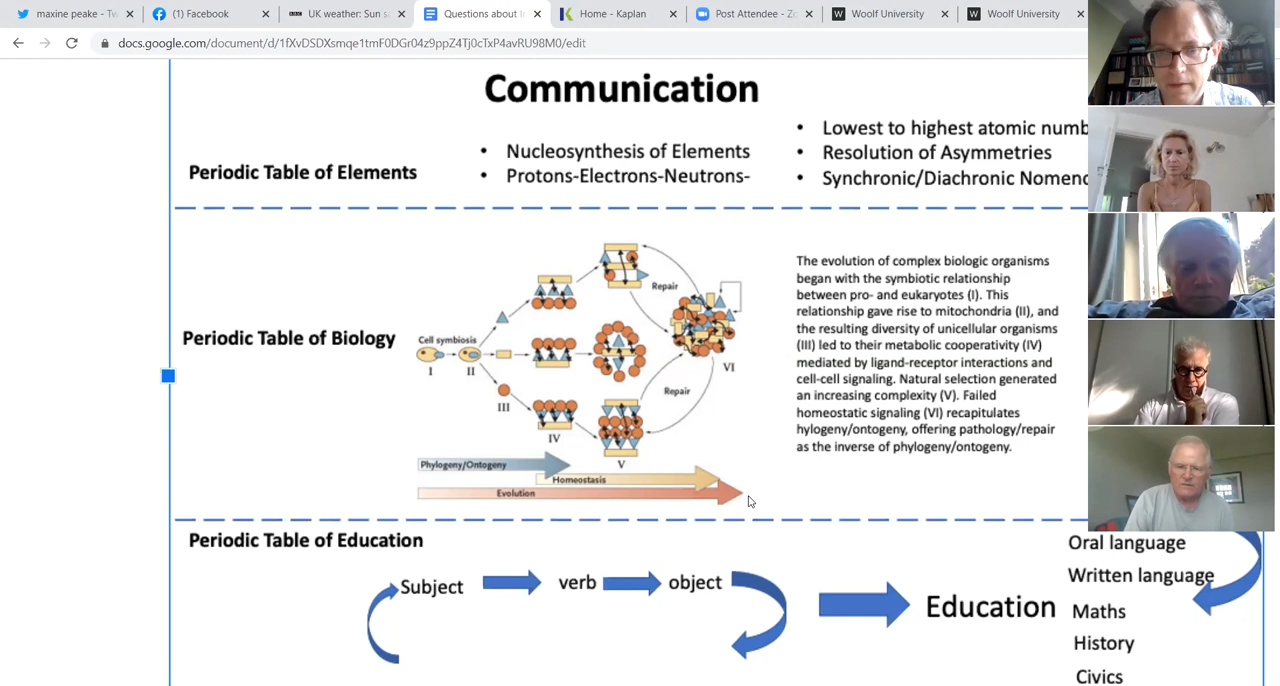 maxine peake - Tw
(1) Facebook
UK weather: Sun s
Questions about I
Home - Kaplan
Post Attendee - Zo
Woolf University
Woolf University
docs.google.com/document/d/1fXvDSDXsmqe1tmF0DGr04z9ppZ4Tj0cTxP4avRU98M0/edit
Communication
Periodic Table of Elements
• Nucleosynthesis of Elements
• Protons-Electrons-Neutrons-
• Lowest to highest atomic numb
• Resolution of Asymmetries
• Synchronic/Diachronic Nomenc
Periodic Table of Biology
Cell symbiosis
I
II
III
IV
V
VI
Repair
Repair
Phylogeny/Ontogeny
Homeostasis
Evolution
The evolution of complex biologic organisms
began with the symbiotic relationship
between pro- and eukaryotes (I). This
relationship gave rise to mitochondria (II), and
the resulting diversity of unicellular organisms
(III) led to their metabolic cooperativity (IV)
mediated by ligand-receptor interactions and
cell-cell signaling. Natural selection generated
an increasing complexity (V). Failed
homeostatic signaling (VI) recapitulates
hylogeny/ontogeny, offering pathology/repair
as the inverse of phylogeny/ontogeny.
Periodic Table of Education
Subject
verb
object
Education
Oral language
Written language
Maths
History
Civics